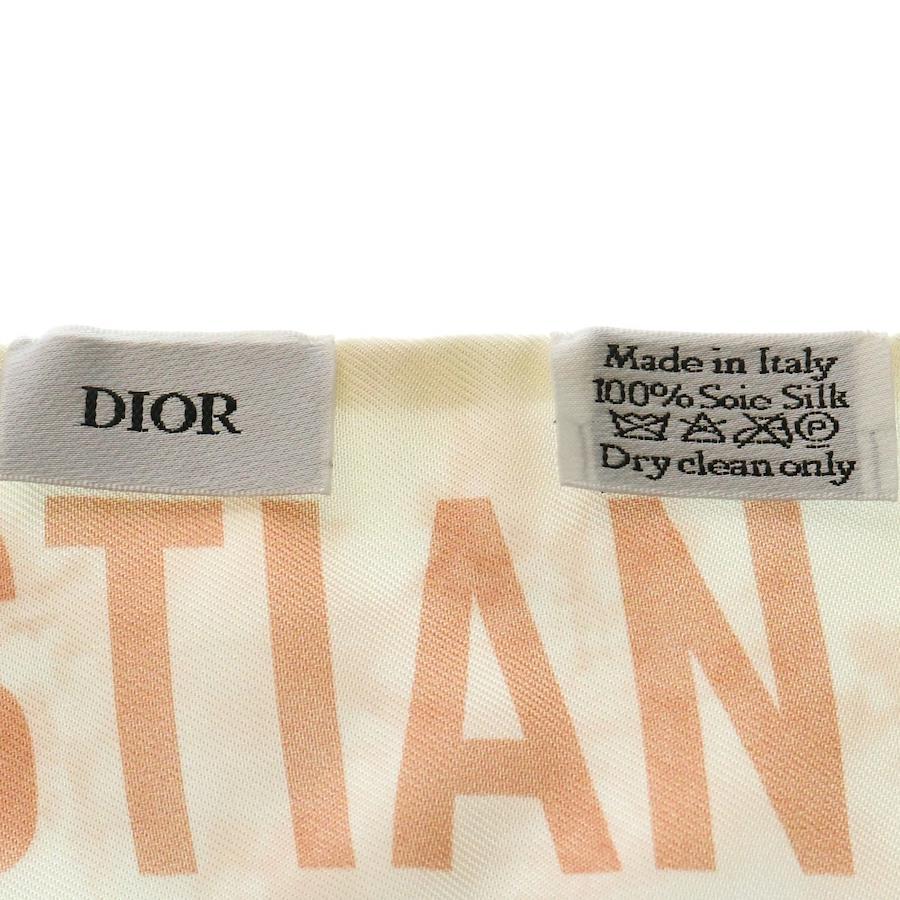 DIOR
Made in Italy
100% Soie Silk
P
Dry clean only
STIAN